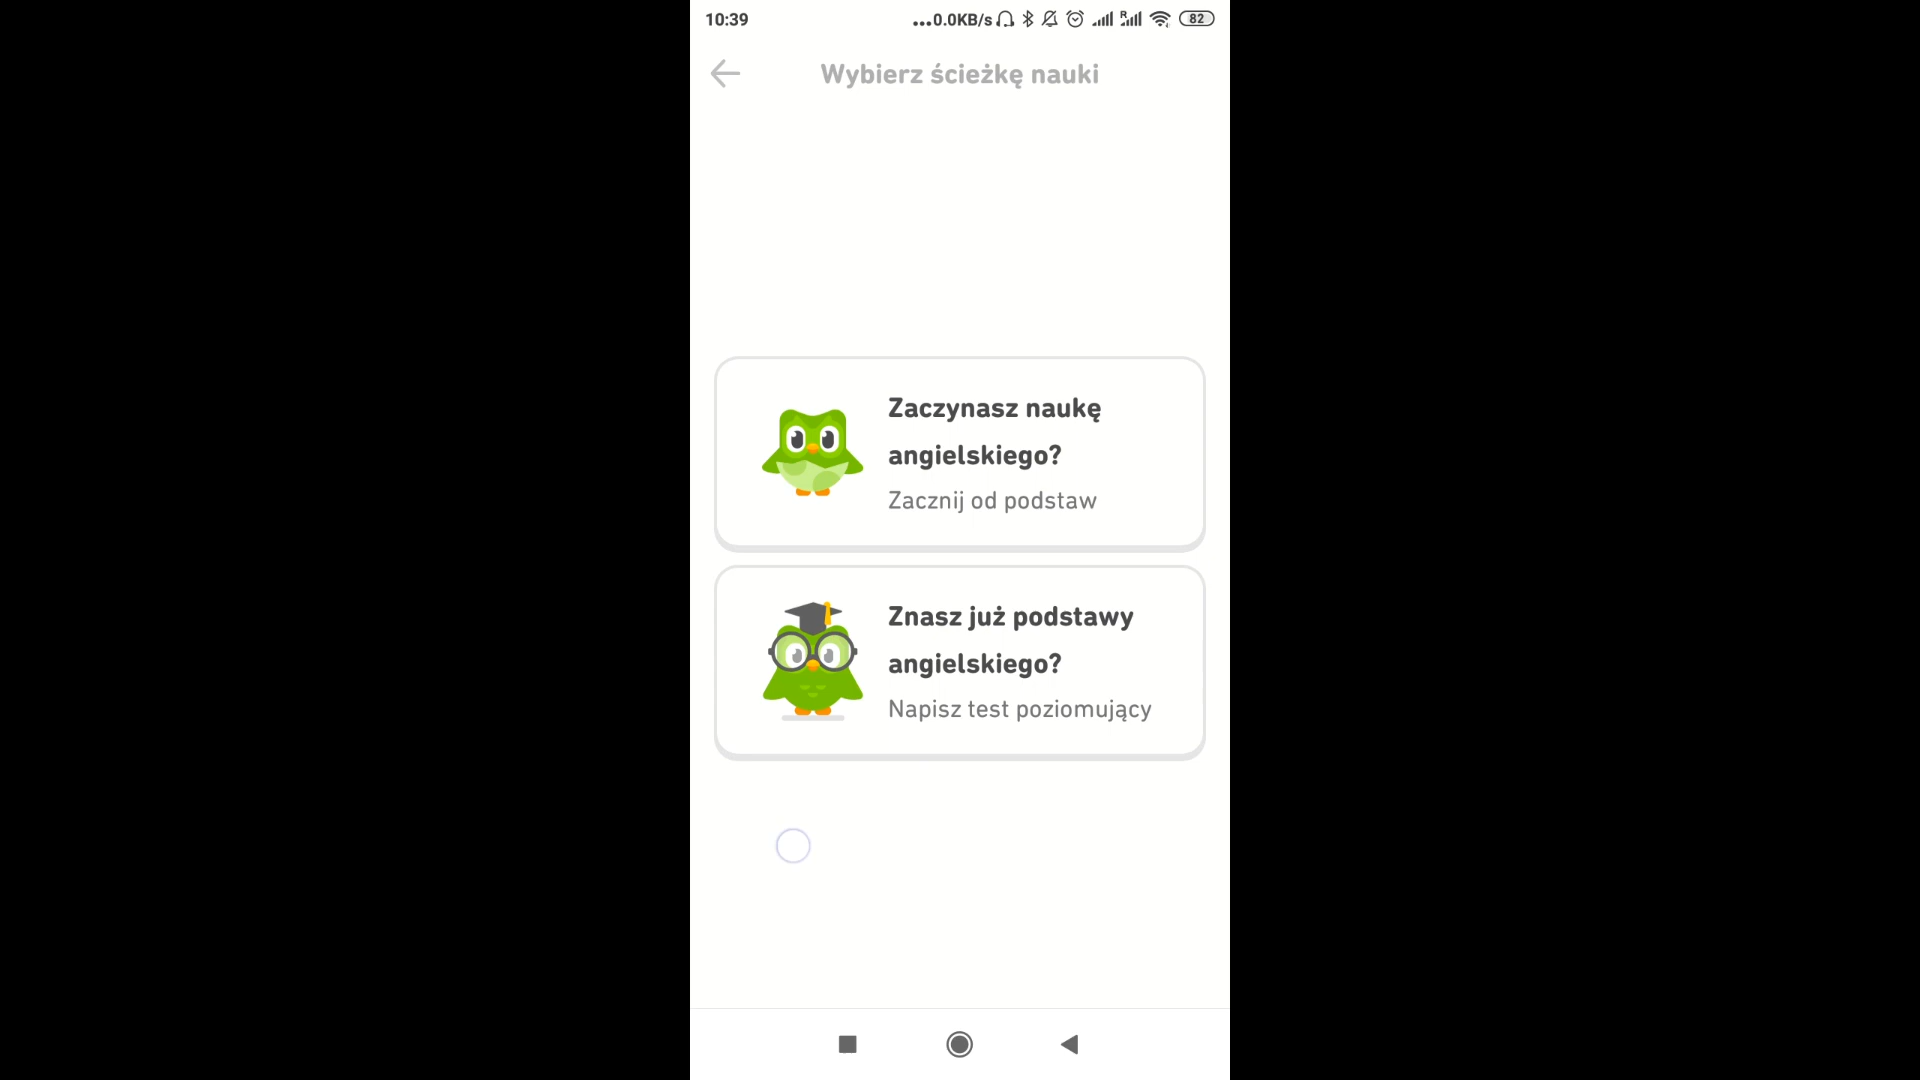 10:39
...0.0KB/s
R
82
Wybierz ścieżkę nauki
Zaczynasz naukę
angielskiego?
Zacznij od podstaw
Znasz już podstawy
angielskiego?
Napisz test poziomujący